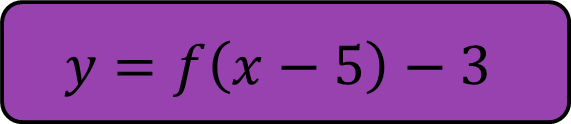 y = f(x − 5) − 3